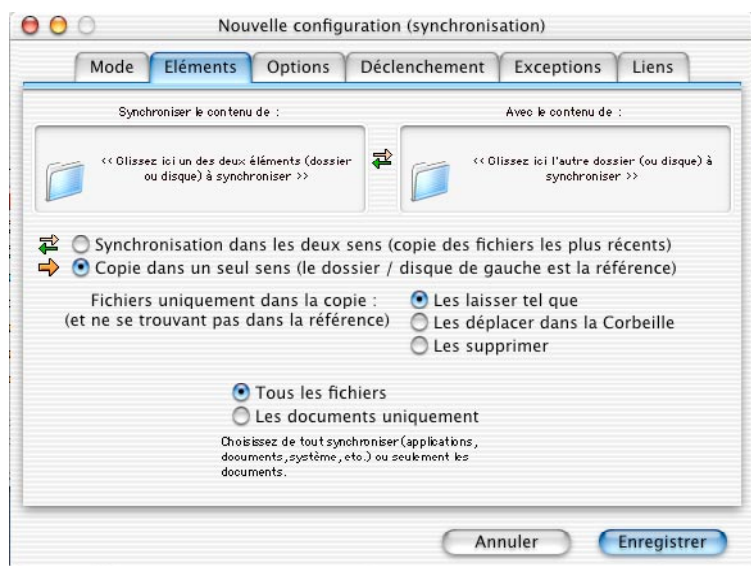 Nouvelle configuration (synchronisation)
Mode Eléments Options Déclenchement Exceptions Liens
Synchroniser le contenu de :
Avec le contenu de :
<< Glissez ici un des deux éléments (dossier
ou disque) à synchroniser >>
<< Glissez ici l'autre dossier (ou disque) à
synchroniser >>
Synchronisation dans les deux sens (copie des fichiers les plus récents)
Copie dans un seul sens (le dossier / disque de gauche est la référence)
Fichiers uniquement dans la copie :
(et ne se trouvant pas dans la référence)
Les laisser tel que
Les déplacer dans la Corbeille
Les supprimer
Tous les fichiers
Les documents uniquement
Choisissez de tout synchroniser (applications,
documents, système, etc.) ou seulement les
documents.
Annuler Enregistrer